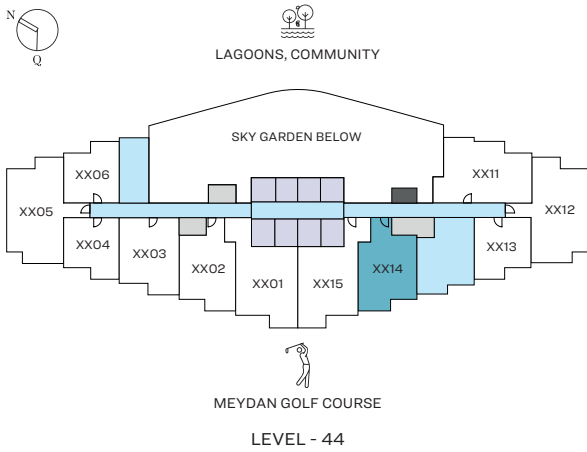 N
Q
LAGOONS, COMMUNITY
SKY GARDEN BELOW
XX06
XX11
XX05
XX12
XX04
XX03
XX02
XX01
XX15
XX14
XX13
MEYDAN GOLF COURSE
LEVEL - 44